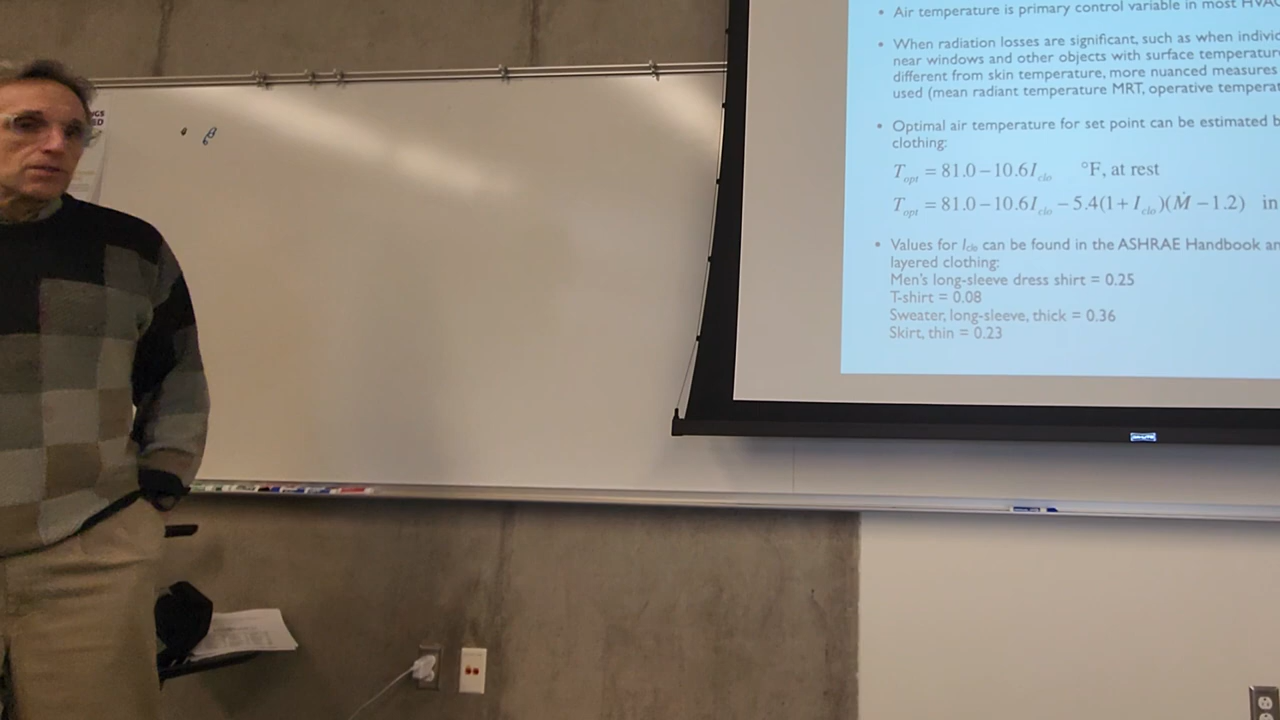 • Air temperature is primary control variable in most HVAC
• When radiation losses are significant, such as when individ
near windows and other objects with surface temperatur
different from skin temperature, more nuanced measures
used (mean radiant temperature MRT, operative temperat
• Optimal air temperature for set point can be estimated b
clothing:
T_opt = 81.0 – 10.6I_clo °F, at rest
T_opt = 81.0 – 10.6I_clo – 5.4(1 + I_clo)(Ṁ – 1.2) in
• Values for I_clo can be found in the ASHRAE Handbook an
layered clothing:
Men's long-sleeve dress shirt = 0.25
T-shirt = 0.08
Sweater, long-sleeve, thick = 0.36
Skirt, thin = 0.23